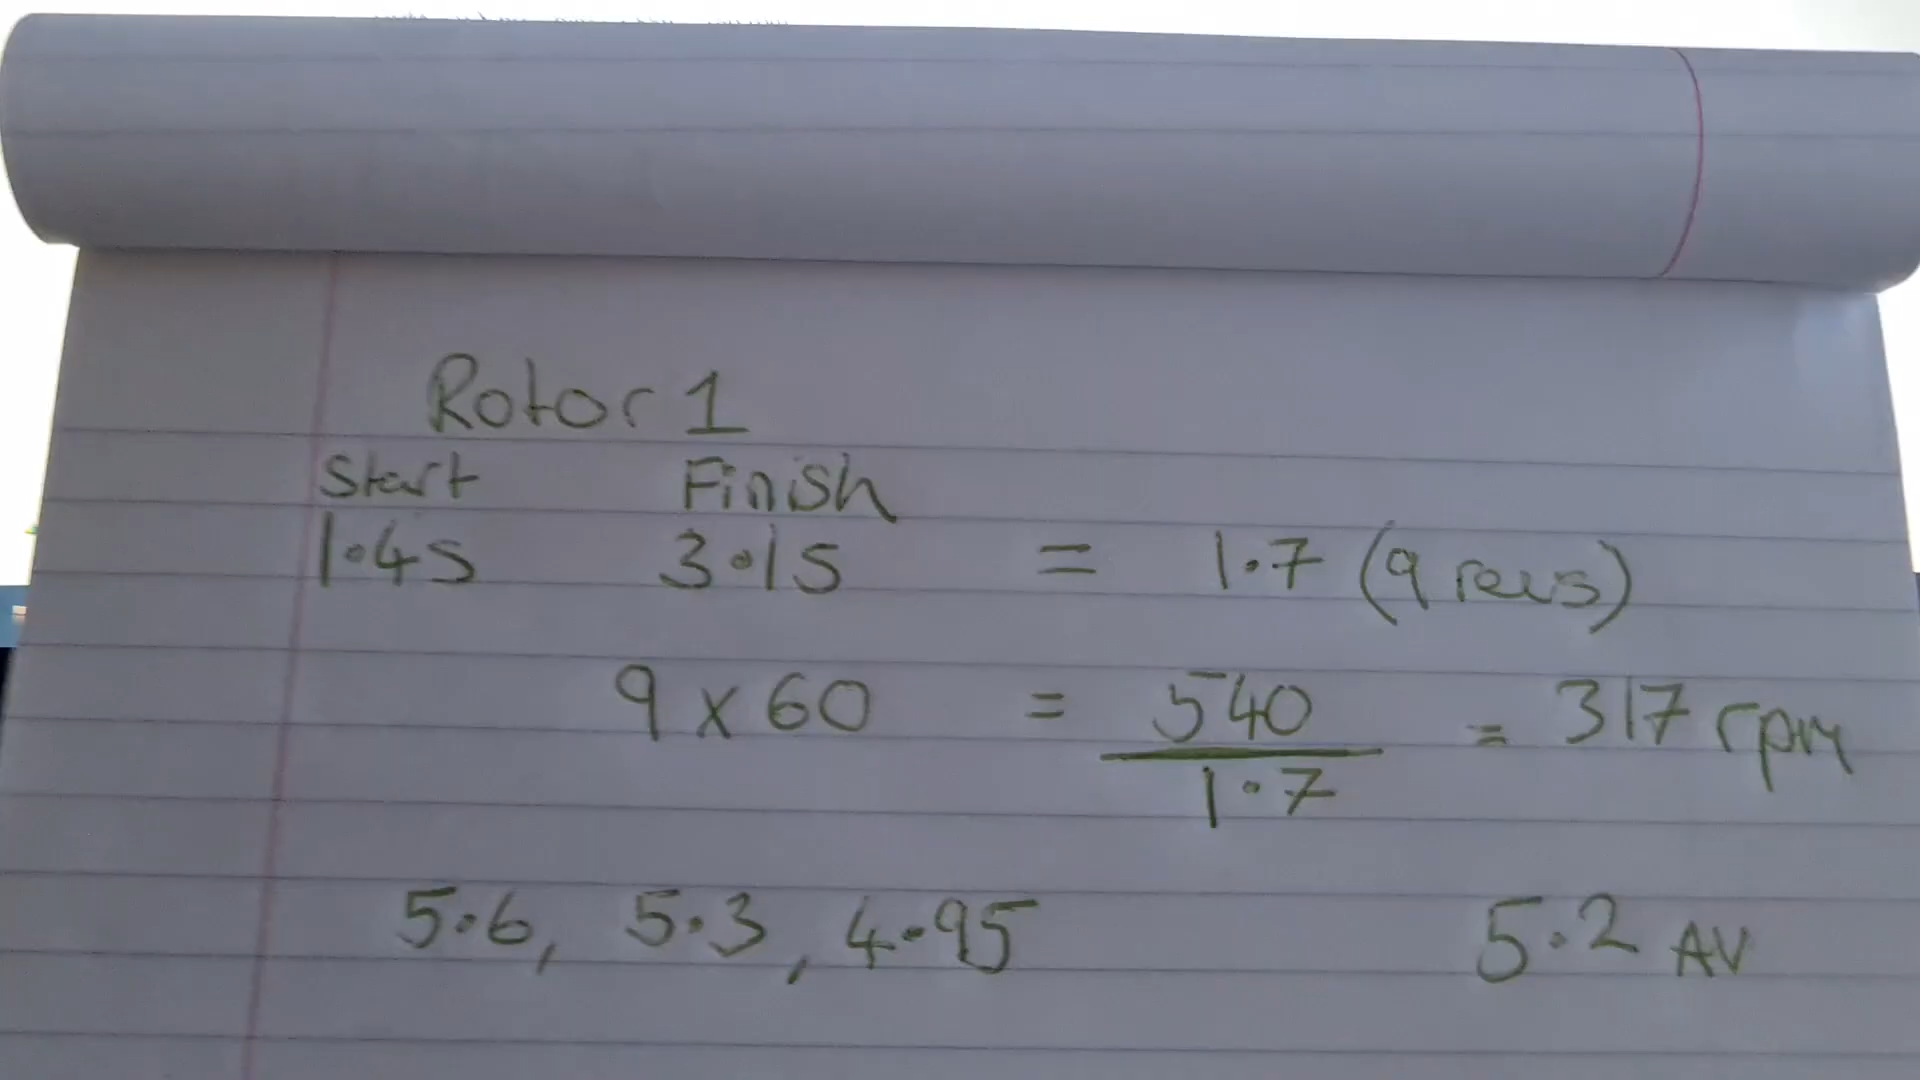 Rotor 1
Start Finish
1.45 3.15 = 1.7 (9 revs)
9 x 60 = 540 / 1.7 = 317 rpm
5.6, 5.3, 4.95 5.2 AV